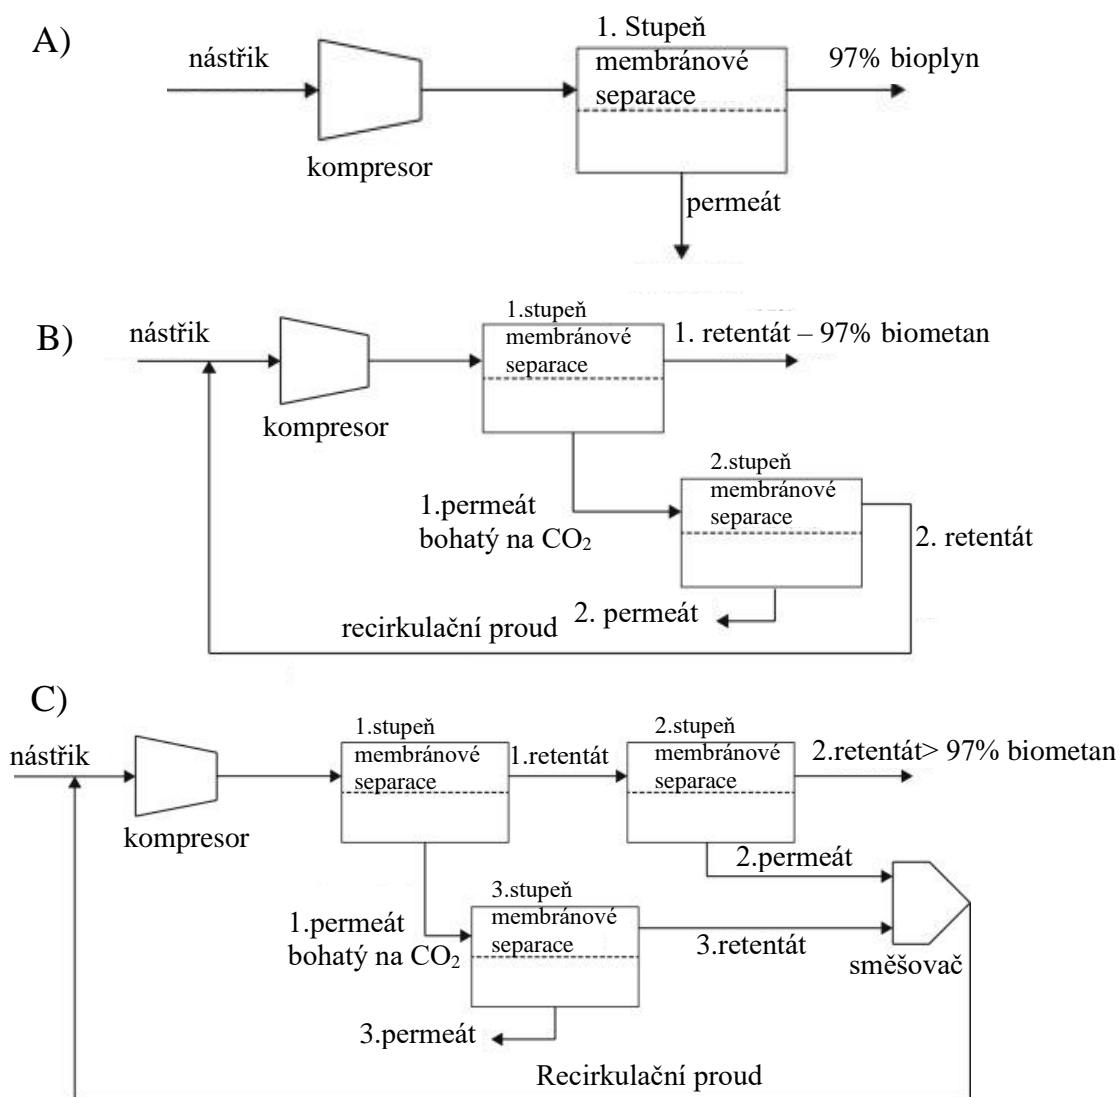 A)
nástřik
kompresor
1. Stupeň
membránové
separace
97% bioplyn
permeát
B)
nástřik
kompresor
1.stupeň
membránové
separace
1. retentát – 97% biometan
1.permeát
bohatý na CO₂
2.stupeň
membránové
separace
2. retentát
2. permeát
recirkulační proud
C)
nástřik
kompresor
1.stupeň
membránové
separace
1.retentát
2.stupeň
membránové
separace
2.retentát> 97% biometan
2.permeát
1.permeát
bohatý na CO₂
3.stupeň
membránové
separace
3.retentát
směšovač
3.permeát
Recirkulační proud